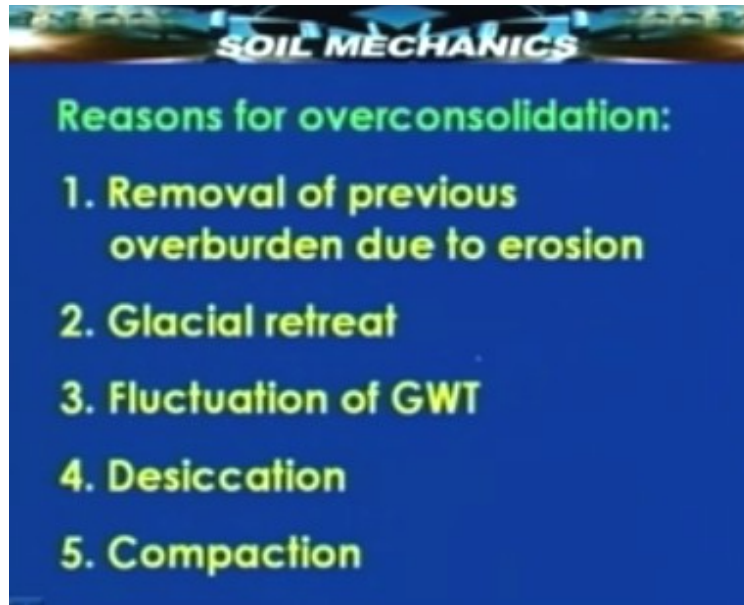 SOIL MECHANICS
Reasons for overconsolidation:
1. Removal of previous
overburden due to erosion
2. Glacial retreat
3. Fluctuation of GWT
4. Desiccation
5. Compaction